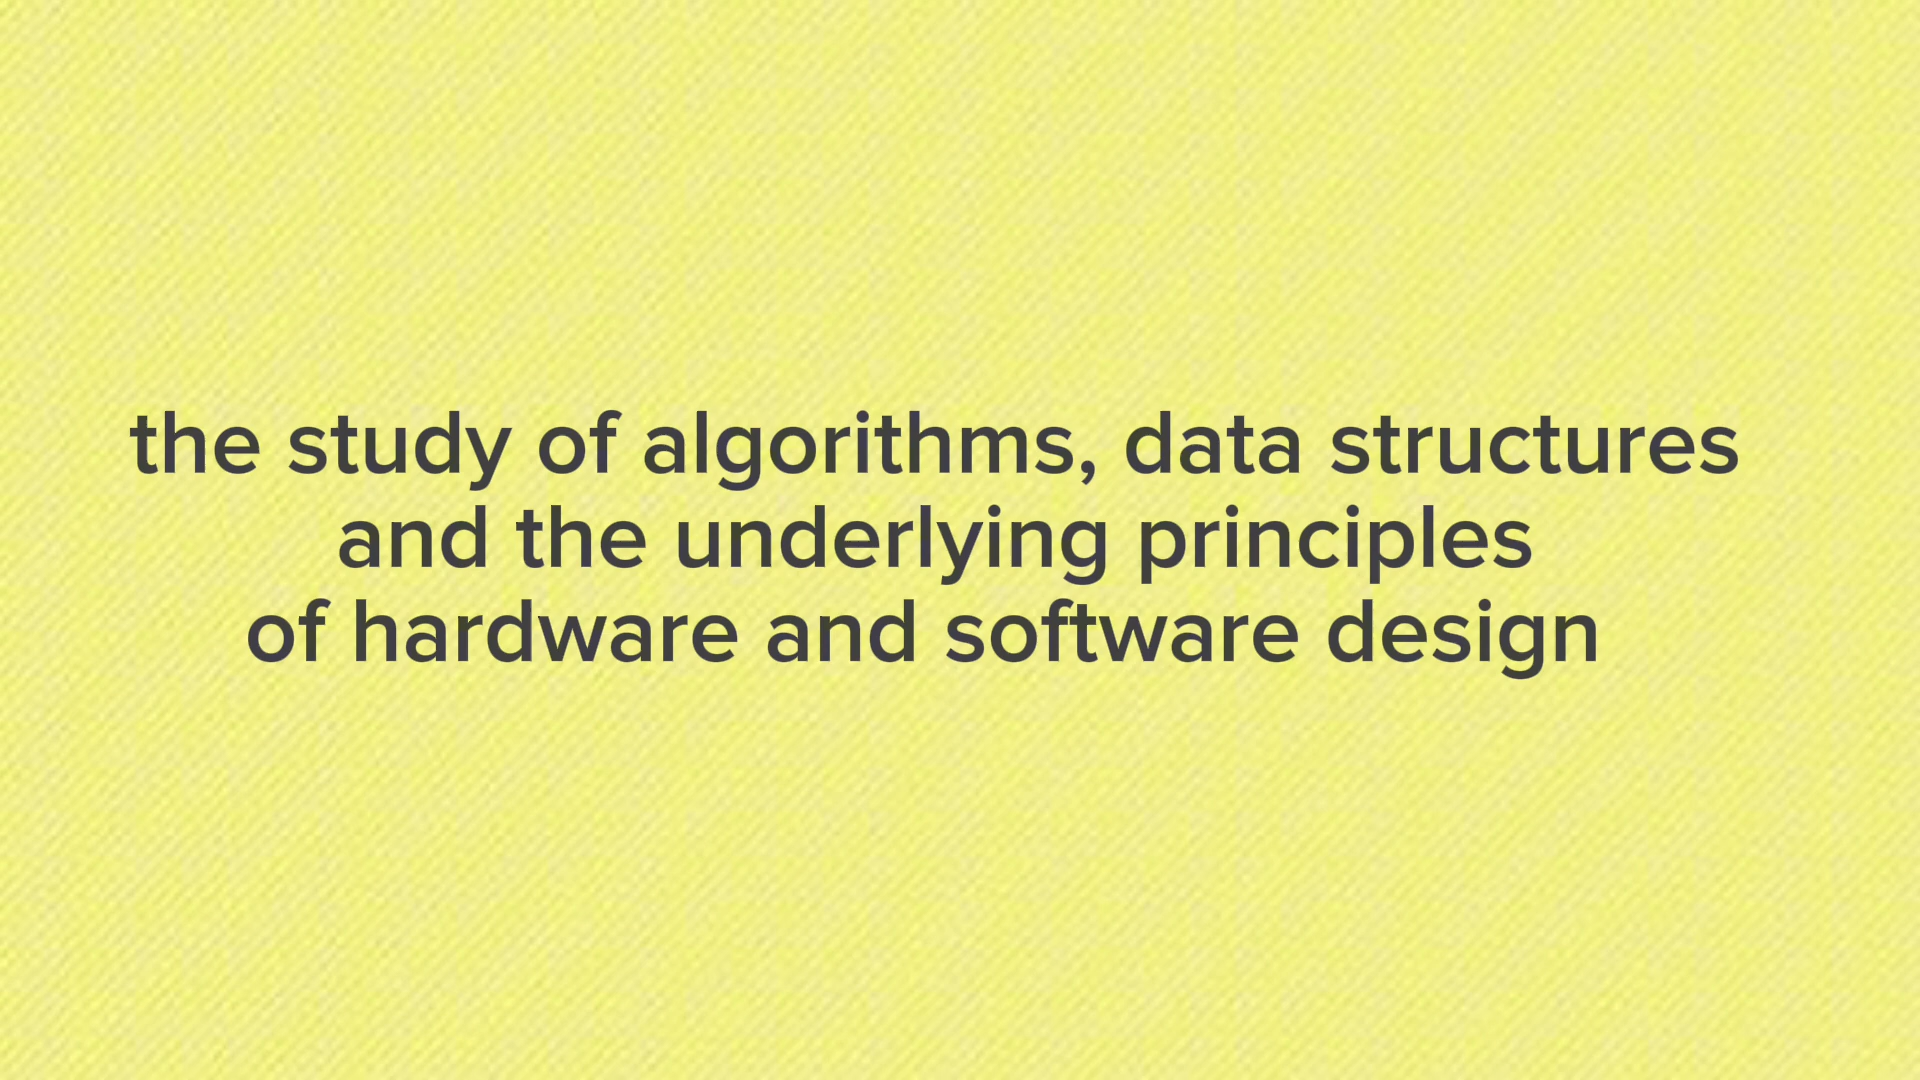 the study of algorithms, data structures
and the underlying principles
of hardware and software design